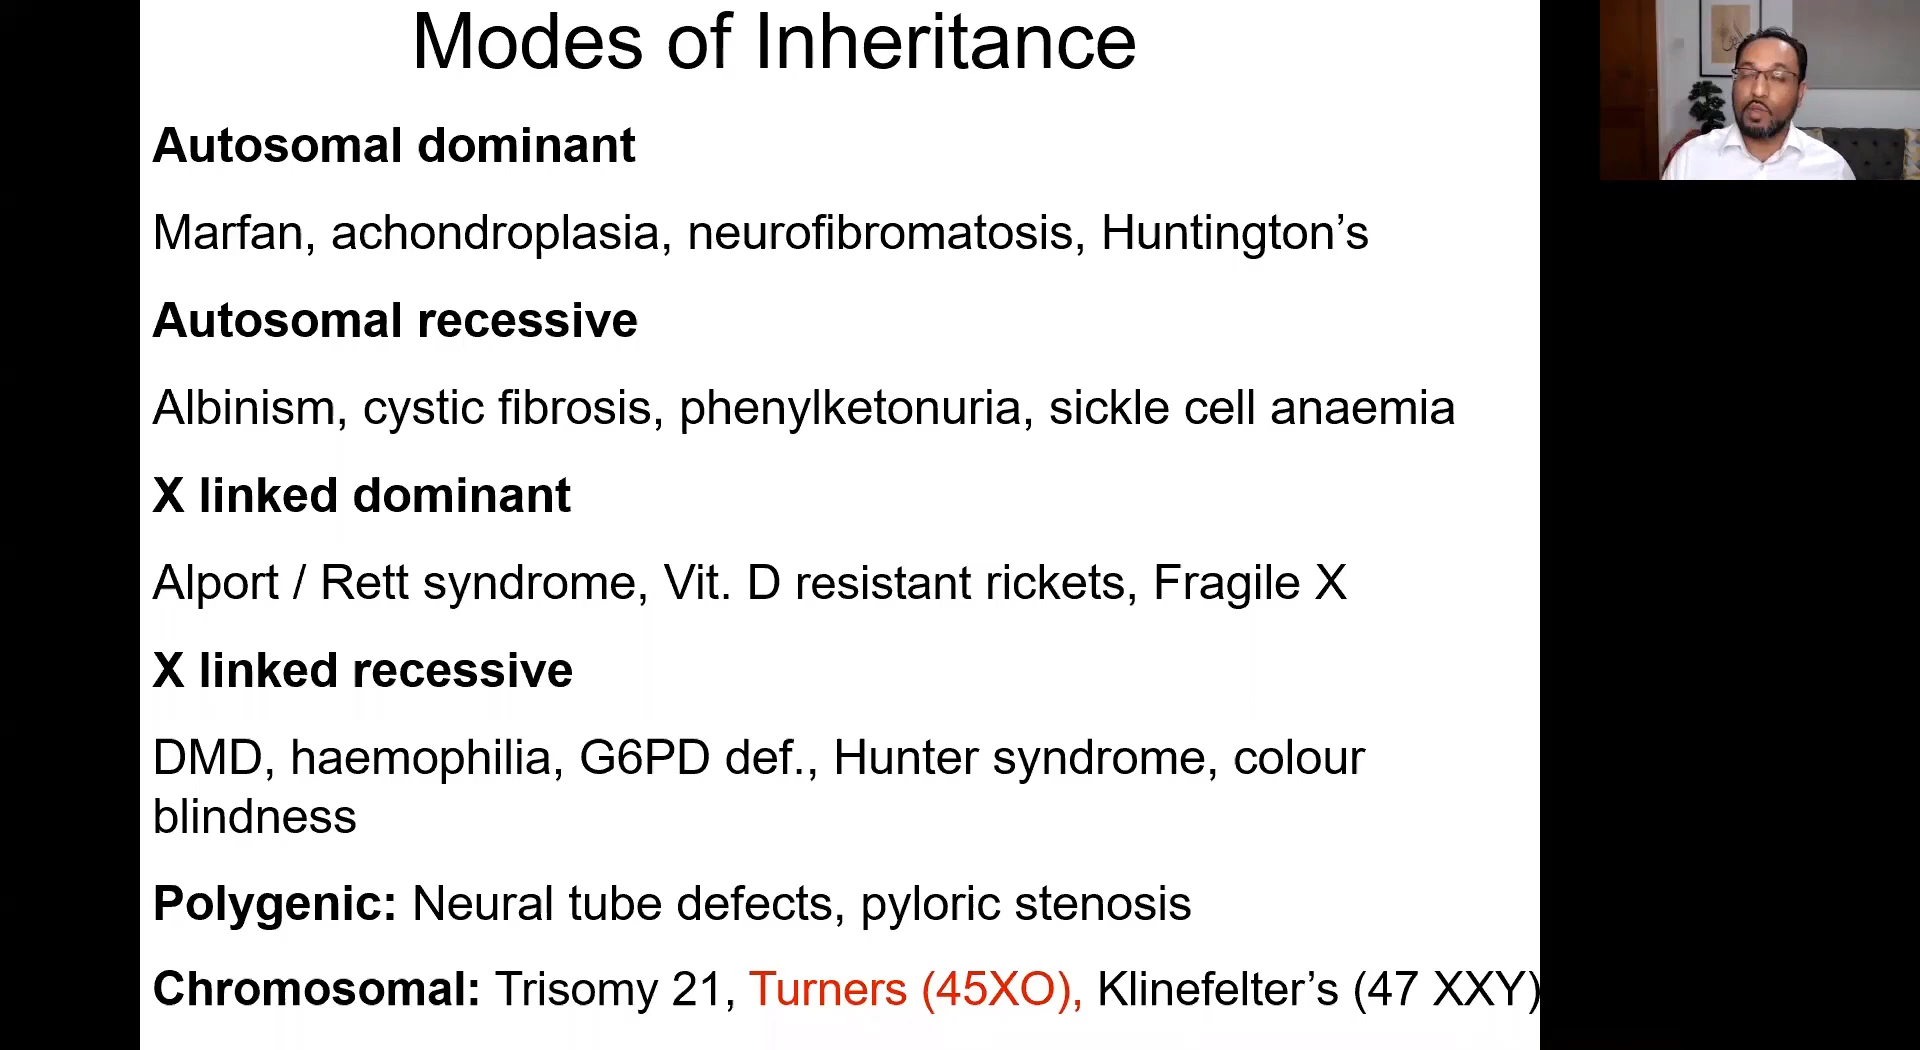 Modes of Inheritance
Autosomal dominant
Marfan, achondroplasia, neurofibromatosis, Huntington’s
Autosomal recessive
Albinism, cystic fibrosis, phenylketonuria, sickle cell anaemia
X linked dominant
Alport / Rett syndrome, Vit. D resistant rickets, Fragile X
X linked recessive
DMD, haemophilia, G6PD def., Hunter syndrome, colour
blindness
Polygenic: Neural tube defects, pyloric stenosis
Chromosomal: Trisomy 21, Turners (45XO), Klinefelter’s (47 XXY)